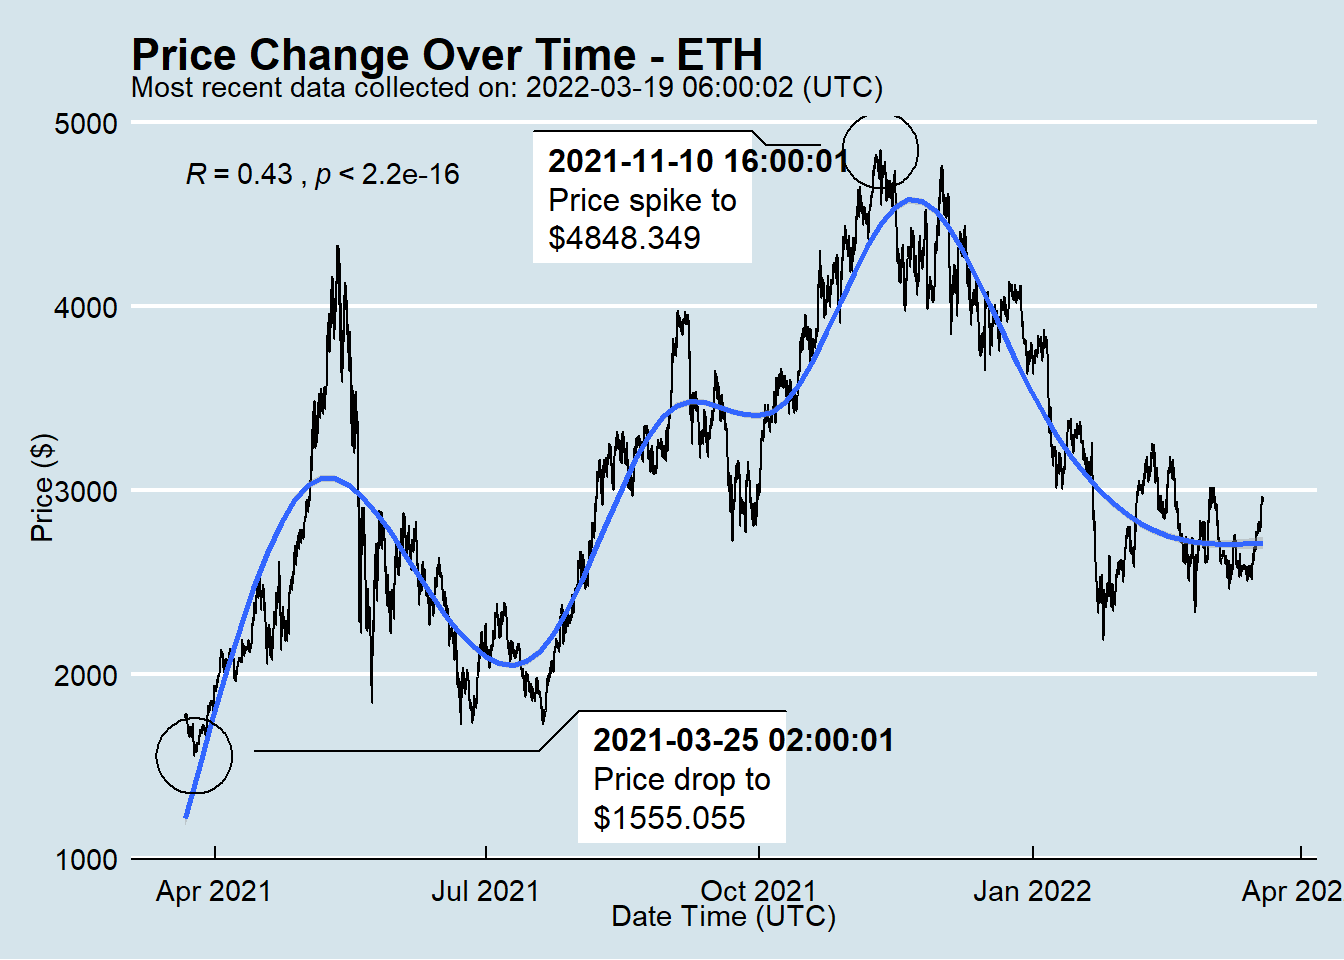 Price Change Over Time - ETH
Most recent data collected on: 2022-03-19 06:00:02 (UTC)
R = 0.43 , p < 2.2e-16
2021-11-10 16:00:01
Price spike to
$4848.349
5000
4000
3000
2000
1000
Price ($)
2021-03-25 02:00:01
Price drop to
$1555.055
Apr 2021
Jul 2021
Oct 2021
Jan 2022
Apr 202
Date Time (UTC)